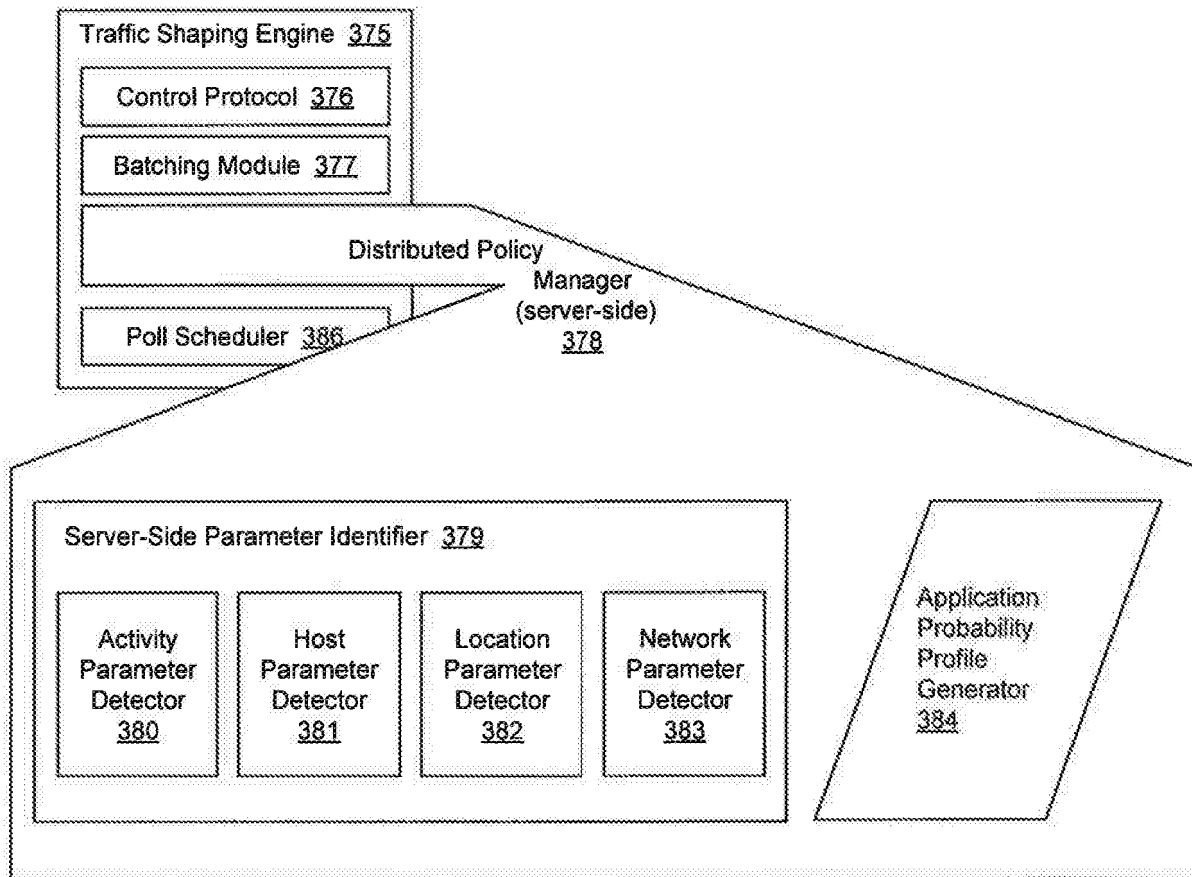 Traffic Shaping Engine 375
Control Protocol 376
Batching Module 377
Distributed Policy
Manager
(server-side)
378
Poll Scheduler 386
Server-Side Parameter Identifier 379
Activity
Parameter
Detector
380
Host
Parameter
Detector
381
Location
Parameter
Detector
382
Network
Parameter
Detector
383
Application
Probability
Profile
Generator
384